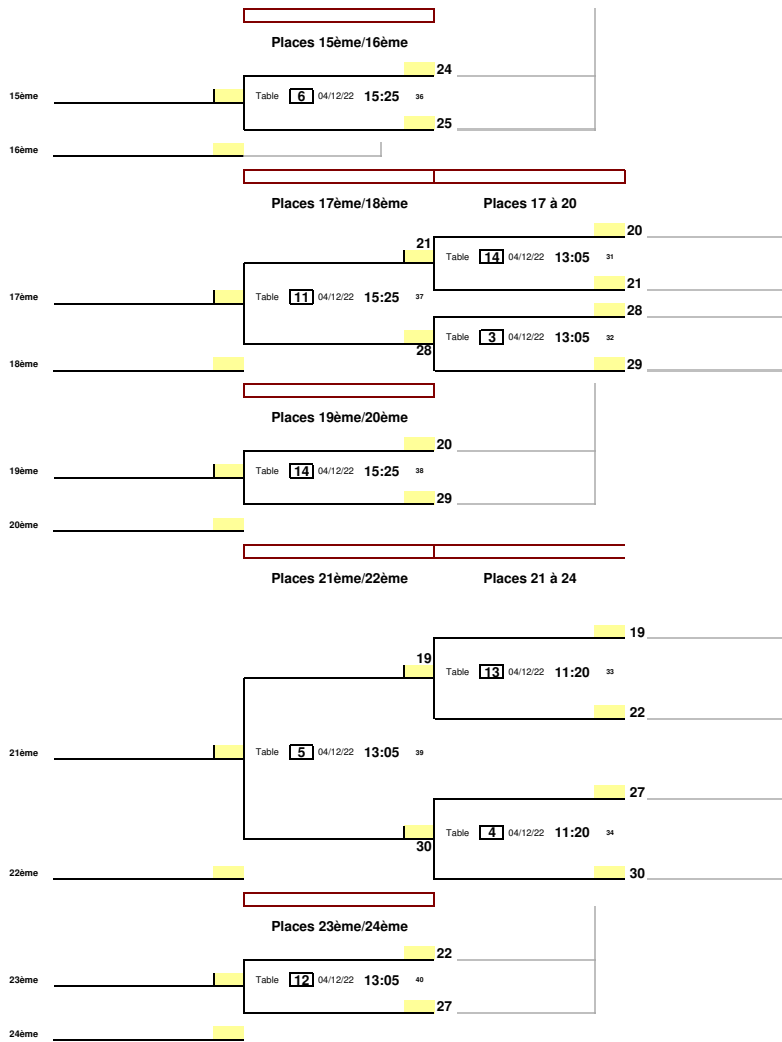 Places 15ème/16ème
24
15ème Table 6 04/12/22 15:25 36
25
16ème
Places 17ème/18ème Places 17 à 20
20
21 Table 14 04/12/22 13:05 31
21
17ème Table 11 04/12/22 15:25 37
28
Table 3 04/12/22 13:05 32
28
18ème 29
Places 19ème/20ème
20
19ème Table 14 04/12/22 15:25 38
29
20ème
Places 21ème/22ème Places 21 à 24
19
19
Table 13 04/12/22 11:20 33
22
21ème Table 5 04/12/22 13:05 39
27
Table 4 04/12/22 11:20 34
30
22ème 30
Places 23ème/24ème
22
23ème Table 12 04/12/22 13:05 40
27
24ème